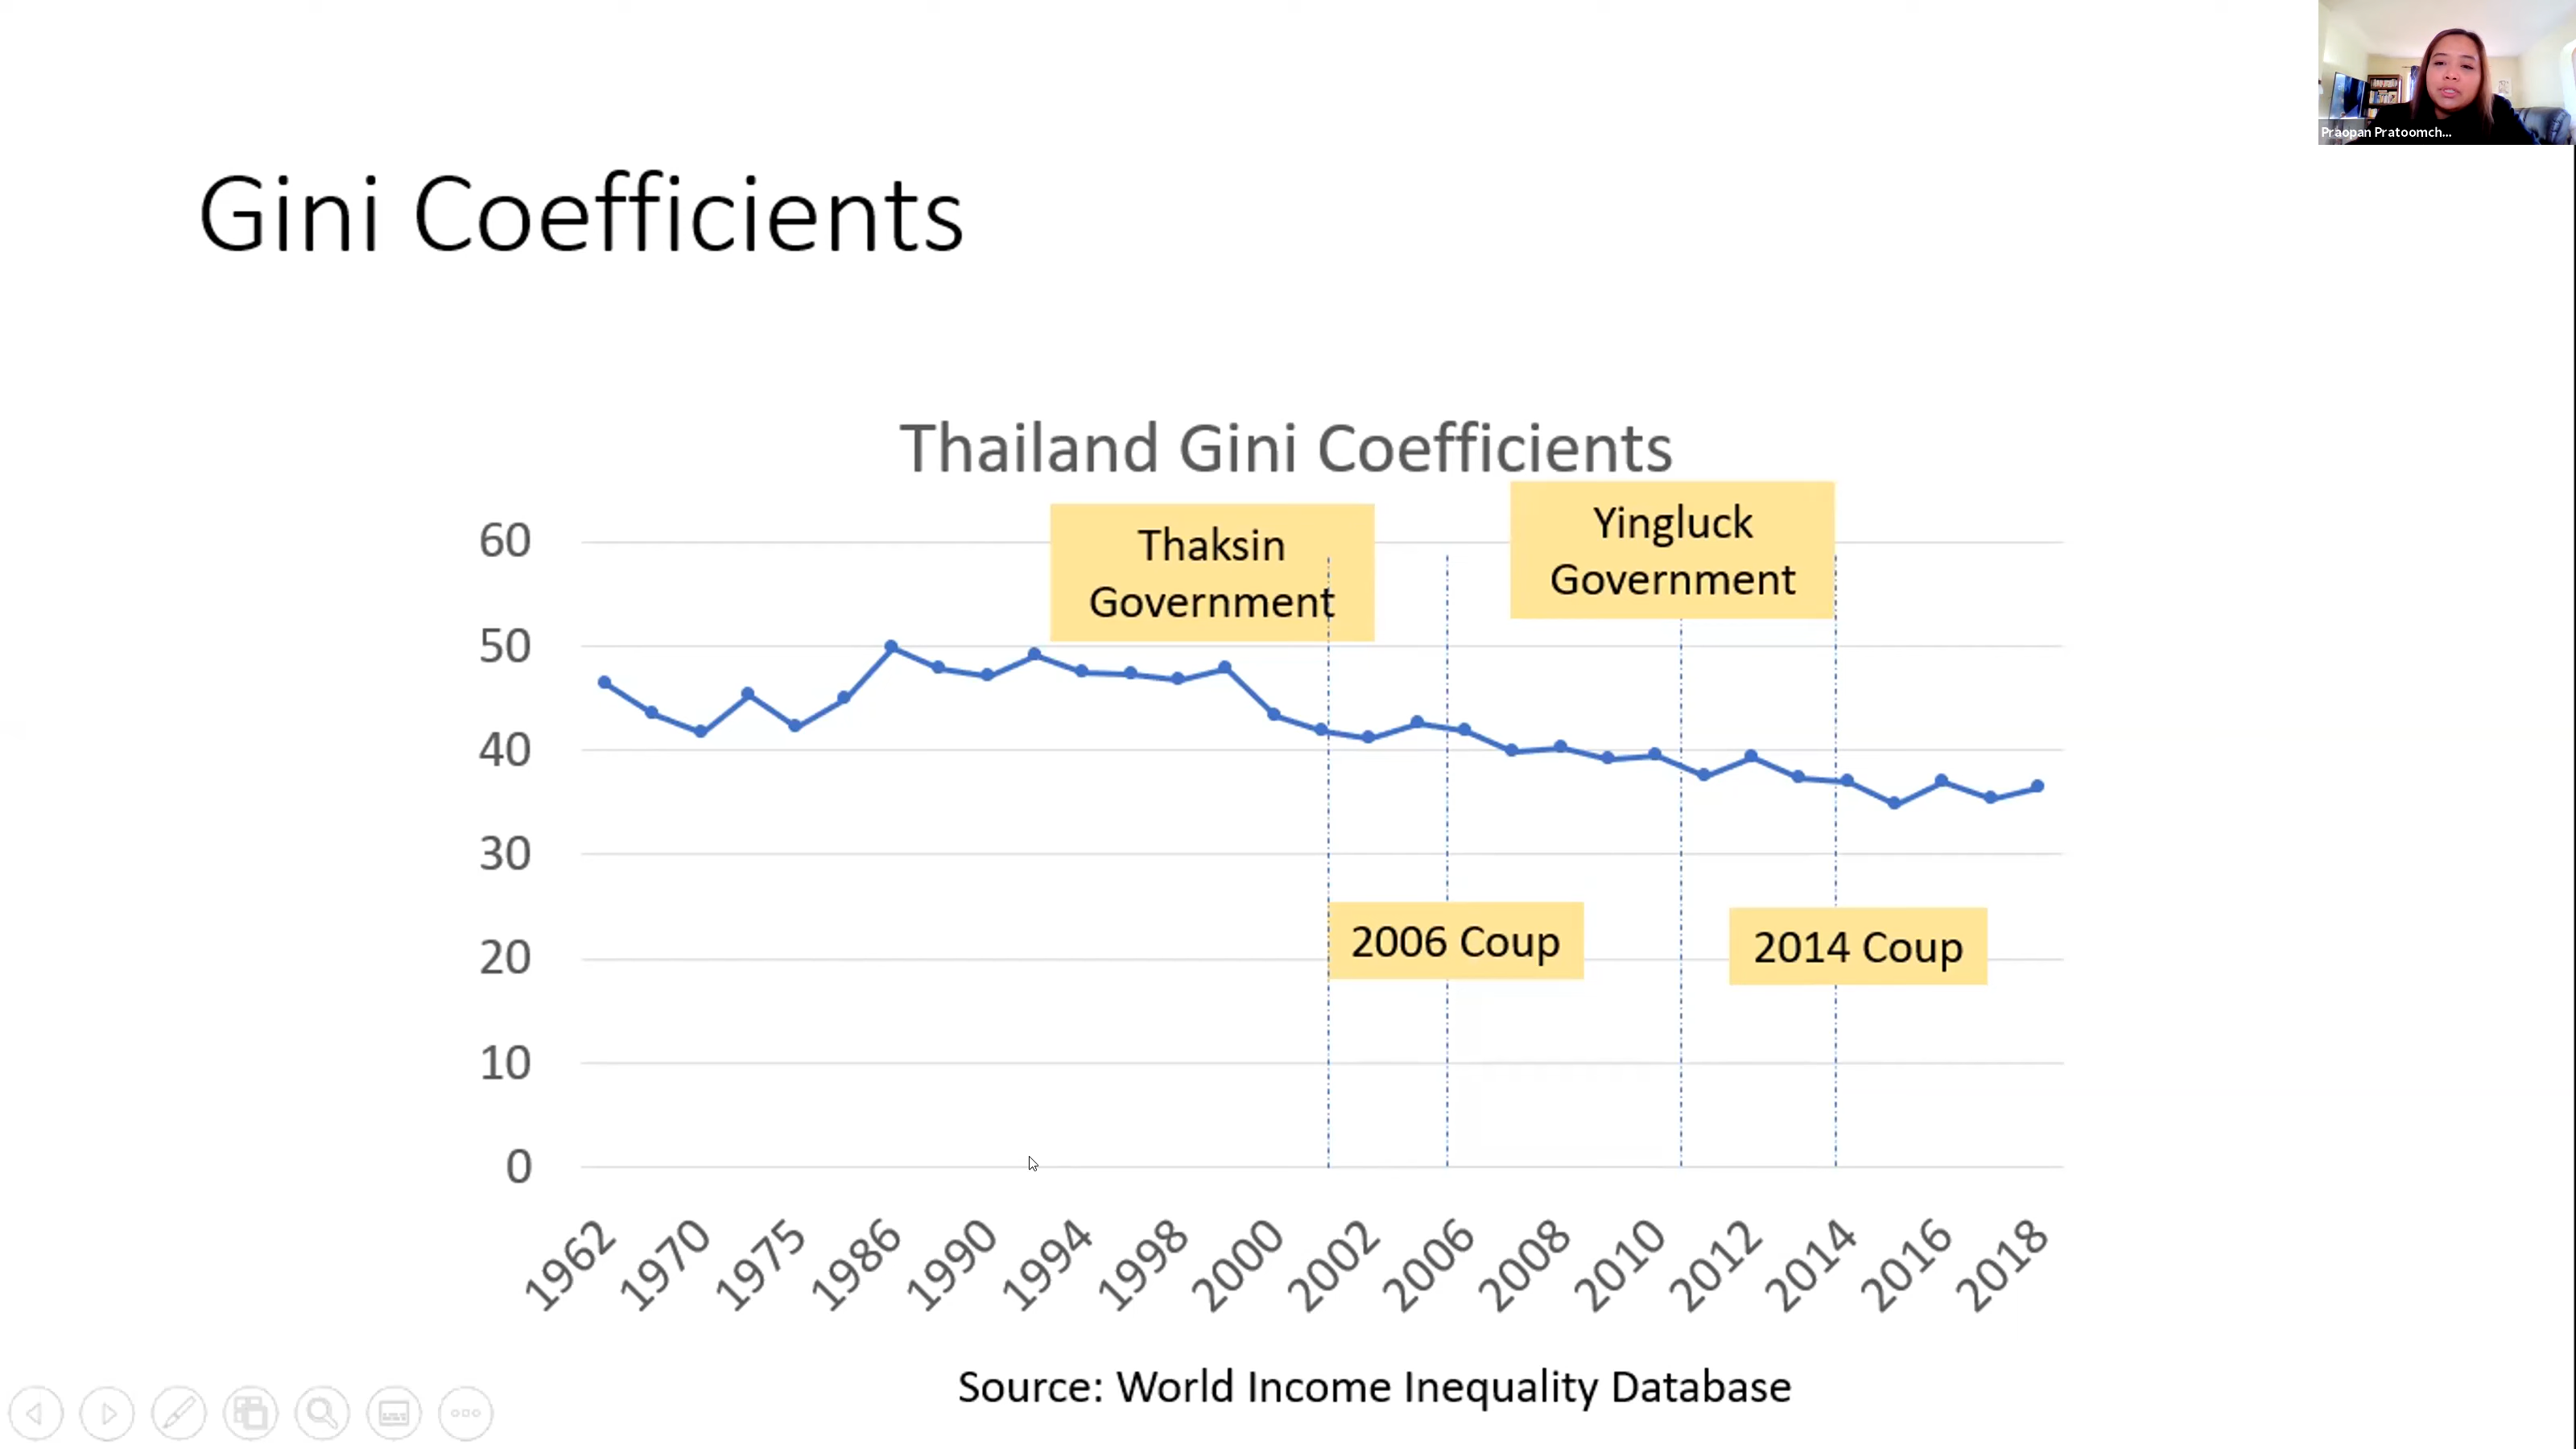 Praopan Pratoomch...
Gini Coefficients
Thailand Gini Coefficients
Thaksin
Government
Yingluck
Government
60
50
40
30
20
10
0
2006 Coup
2014 Coup
1962
1970
1975
1986
1990
1994
1998
2000
2002
2006
2008
2010
2012
2014
2016
2018
Source: World Income Inequality Database